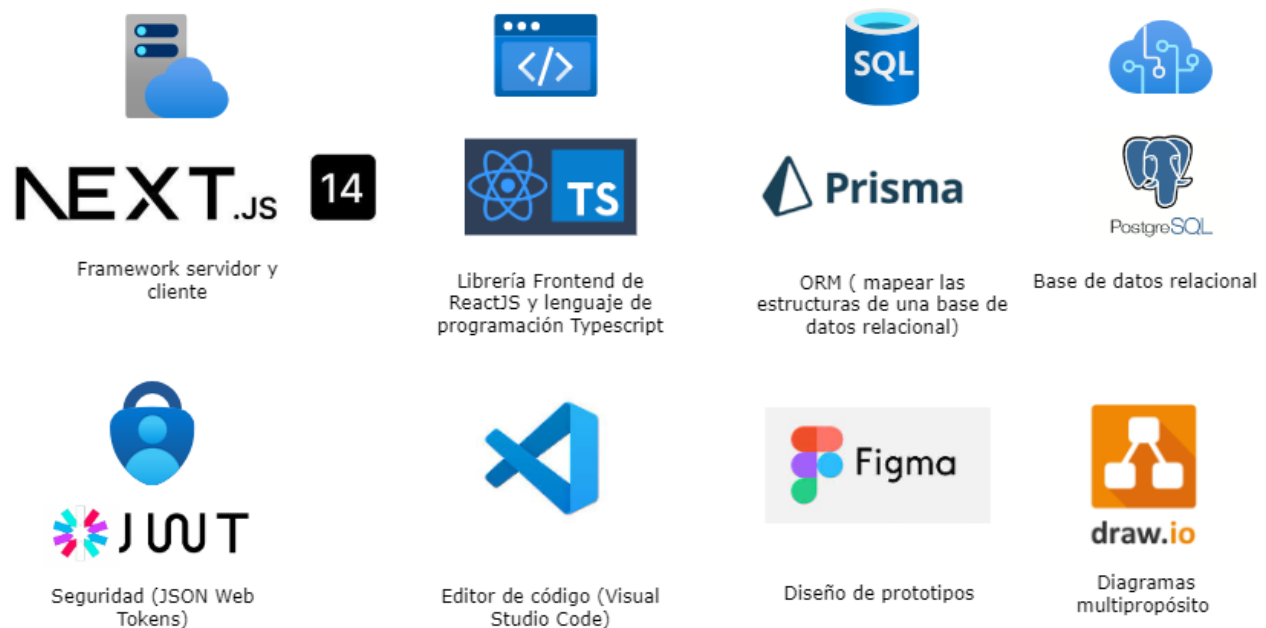 </>
SQL
NEXT.JS 14
TS
Prisma
PostgreSQL
Framework servidor y
cliente
Librería Frontend de
ReactJS y lenguaje de
programación Typescript
ORM ( mapear las
estructuras de una base de
datos relacional)
Base de datos relacional
JWT
Figma
draw.io
Seguridad (JSON Web
Tokens)
Editor de código (Visual
Studio Code)
Diseño de prototipos
Diagramas
multipropósito